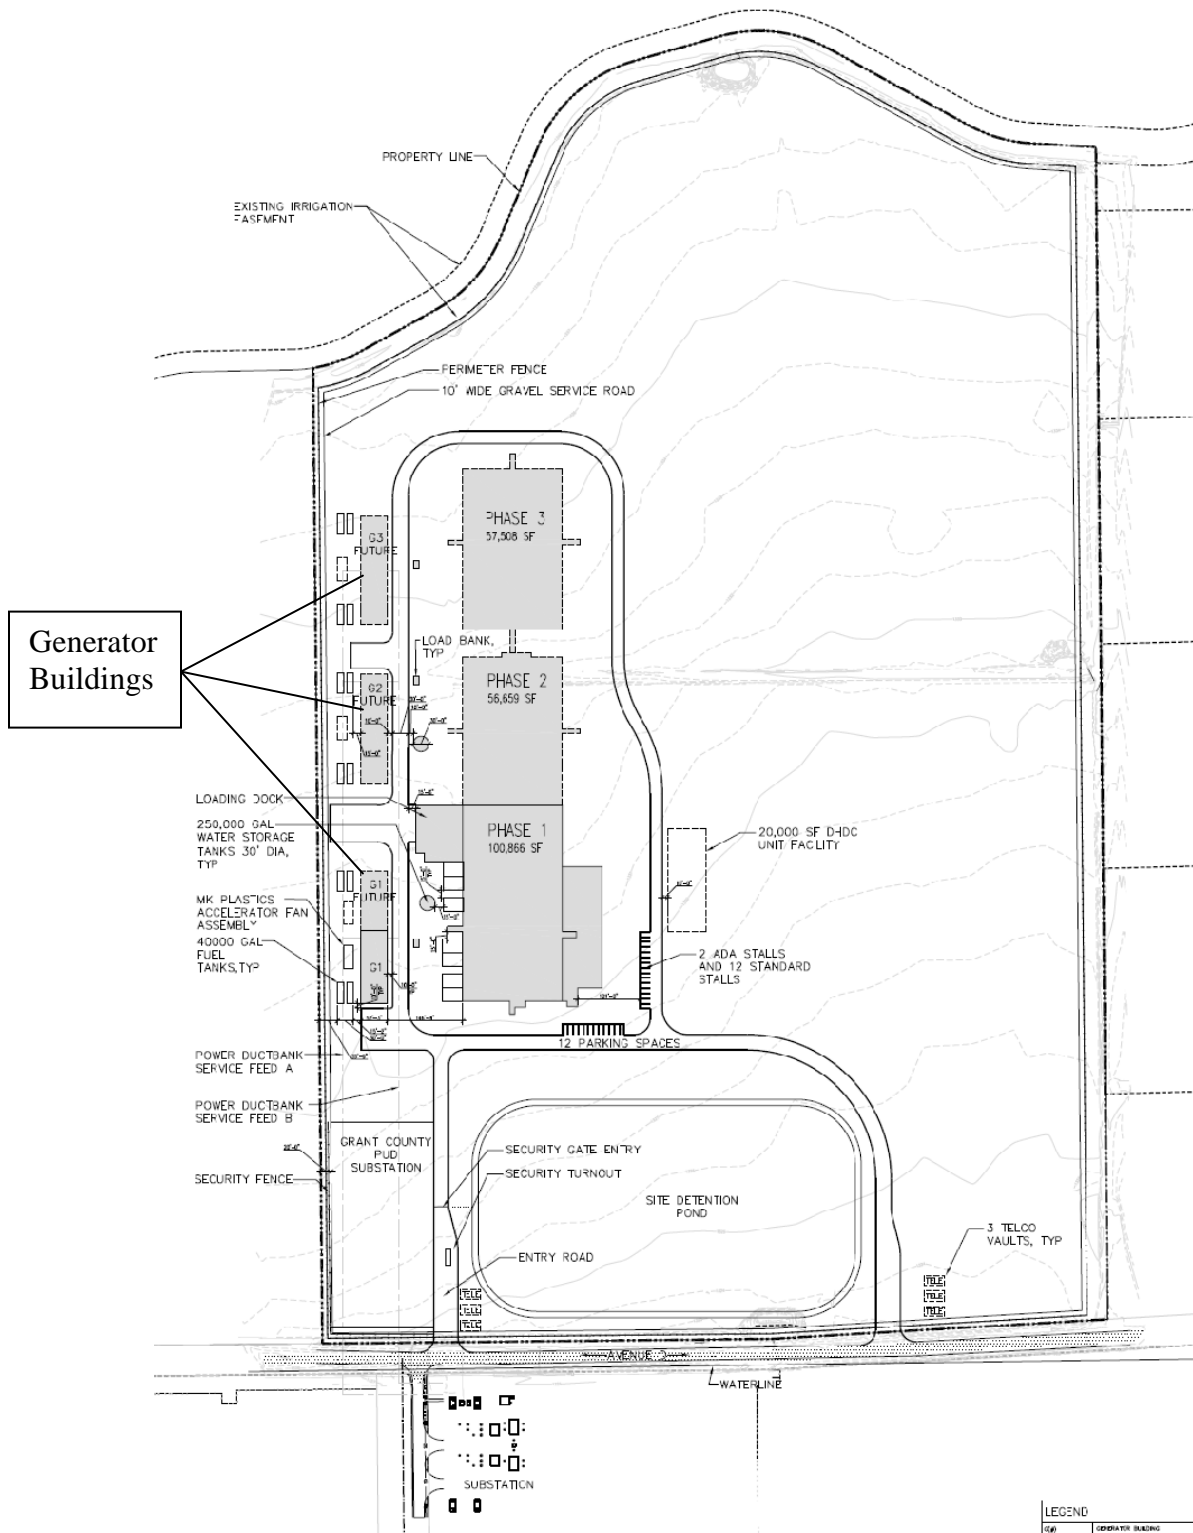 PROPERTY LINE
EXISTING IRRIGATION
EASEMENT
PERIMETER FENCE
10' WIDE GRAVEL SERVICE ROAD
PHASE 3
57,508 SF
G3
FUTURE
Generator
Buildings
LOAD BANK,
TYP
G2
FUTURE
PHASE 2
56,659 SF
LOADING DOCK
250,000 GAL
WATER STORAGE
TANKS 30' DIA,
TYP
PHASE 1
100,866 SF
20,000 SF
UNIT FACILITY
G1
FUTURE
MK PLASTICS
ACCELERATOR FAN
ASSEMBLY
40000 GAL
FUEL
TANKS,TYP
G1
2 ADA STALLS
AND 12 STANDARD
STALLS
12 PARKING SPACES
POWER DUCTBANK
SERVICE FEED A
POWER DUCTBANK
SERVICE FEED B
GRANT COUNTY
PUD
SUBSTATION
SECURITY FENCE
SECURITY GATE ENTRY
SECURITY TURNOUT
SITE DETENTION
POND
ENTRY ROAD
3 TELCO
VAULTS, TYP
AVENUE
WATERLINE
SUBSTATION
LEGEND
GENERATOR BUILDING